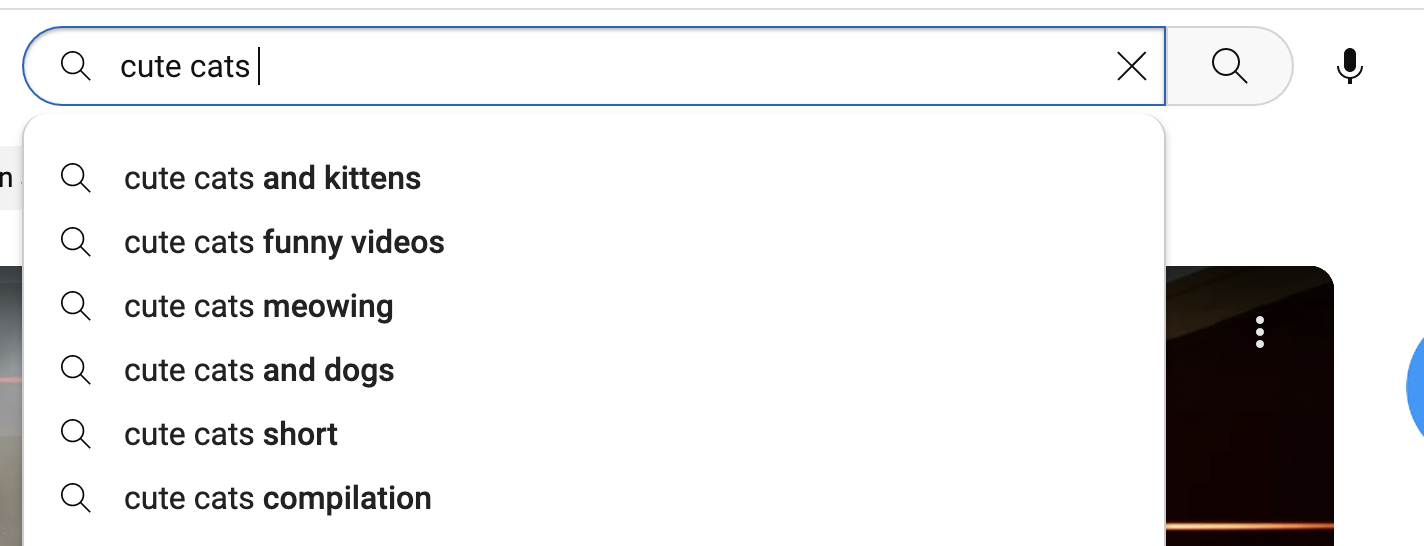 cute cats
n
cute cats and kittens
cute cats funny videos
cute cats meowing
cute cats and dogs
cute cats short
cute cats compilation